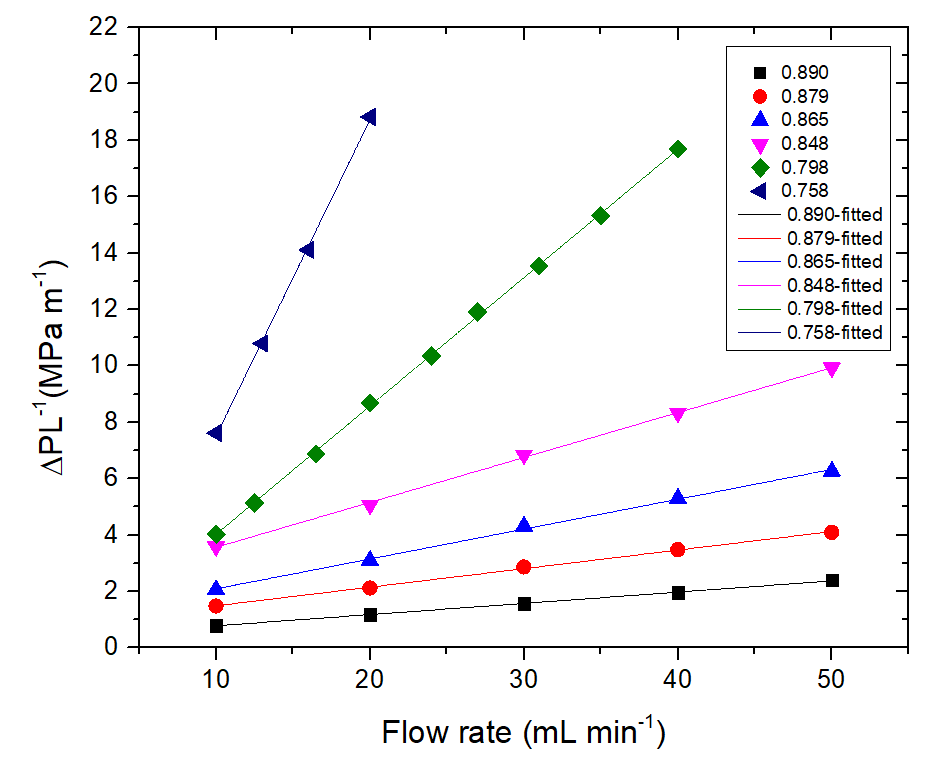 22
20
18
16
14
12
10
8
6
4
2
0
ΔPL⁻¹(MPa m⁻¹)
0.890
0.879
0.865
0.848
0.798
0.758
0.890-fitted
0.879-fitted
0.865-fitted
0.848-fitted
0.798-fitted
0.758-fitted
10 20 30 40 50
Flow rate (mL min⁻¹)